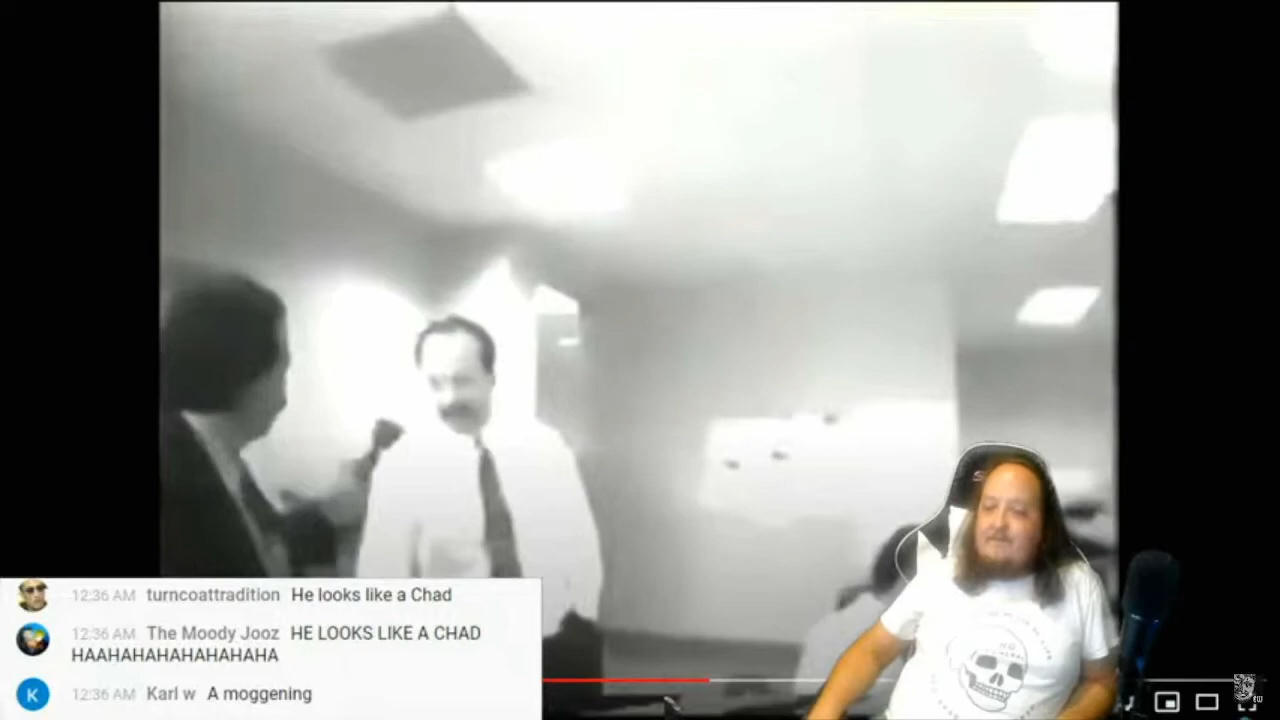 12:36 AM turncoattradition He looks like a Chad
12:36 AM The Moody Jooz HE LOOKS LIKE A CHAD
HAAHAHAHAHAHAHAHA
K 12:36 AM Karl w A moggening
NO